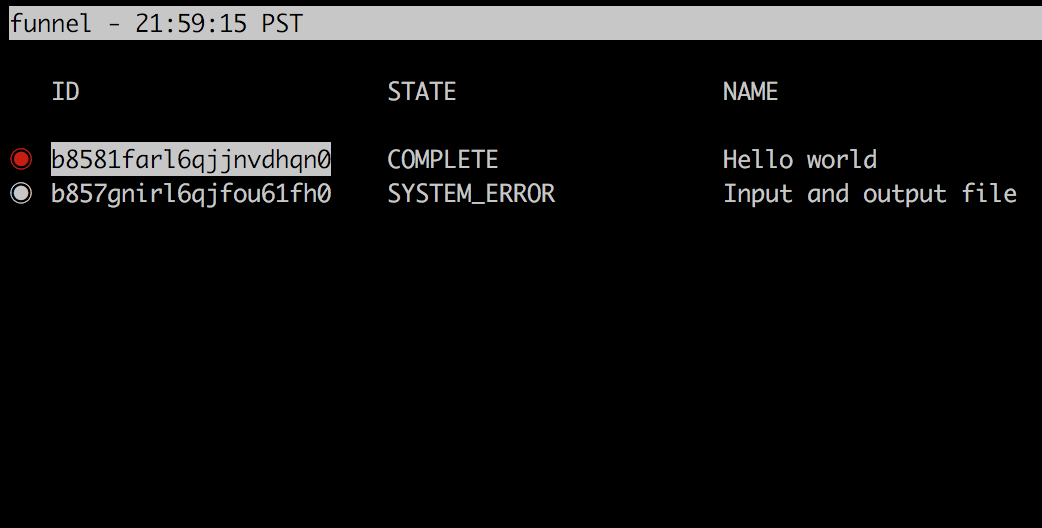 funnel - 21:59:15 PST
ID STATE NAME
b8581farl6qjjnvdhqn0 COMPLETE Hello world
b857gnirl6qjfou61fh0 SYSTEM_ERROR Input and output file